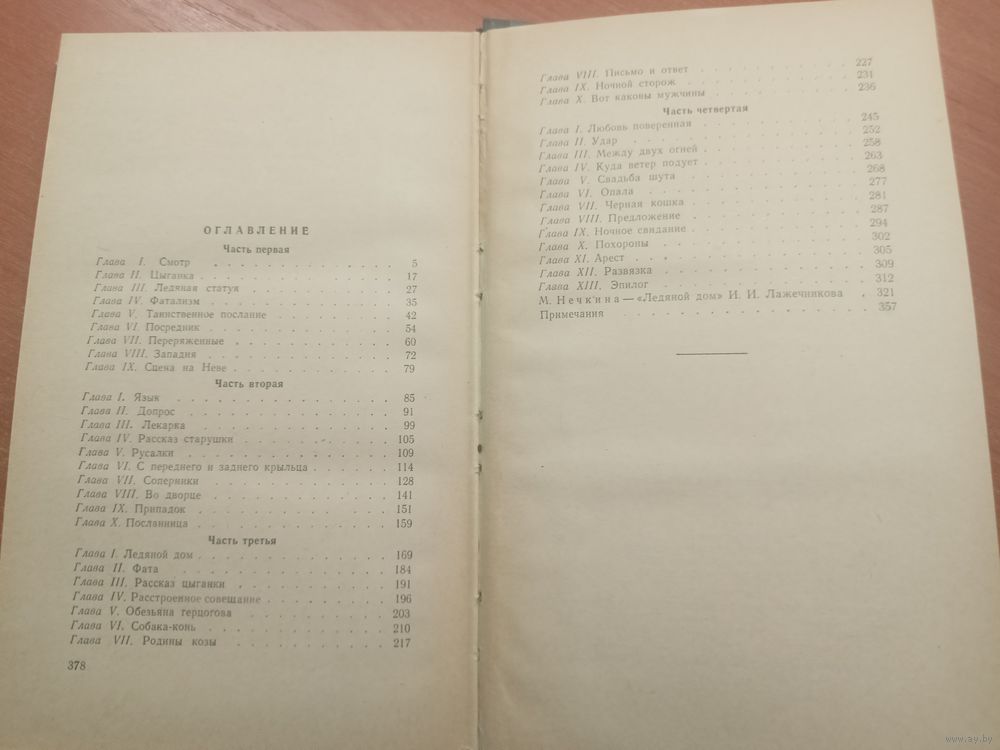 ОГЛАВЛЕНИЕ
Часть первая
Глава I. Смотр . . . . . . . . . . . 5
Глава II. Цыганка . . . . . . . . . . . 17
Глава III. Ледяная статуя . . . . . . . . . 27
Глава IV. Фатализм . . . . . . . . . . . 35
Глава V. Таинственное послание . . . . . . . 42
Глава VI. Посредник . . . . . . . . . . . 54
Глава VII. Переряженные . . . . . . . . . 60
Глава VIII. Западня . . . . . . . . . . . 72
Глава IX. Сцена на Неве . . . . . . . . . 79
Часть вторая
Глава I. Язык . . . . . . . . . . . . 85
Глава II. Допрос . . . . . . . . . . . 91
Глава III. Лекарка . . . . . . . . . . . 99
Глава IV. Рассказ старушки . . . . . . . . 105
Глава V. Русалки . . . . . . . . . . . 109
Глава VI. С переднего и заднего крыльца . . . . . 114
Глава VII. Соперники . . . . . . . . . . 128
Глава VIII. Во дворце . . . . . . . . . . 141
Глава IX. Припадок . . . . . . . . . . . 151
Глава X. Посланница . . . . . . . . . . 159
Часть третья
Глава I. Ледяной дом . . . . . . . . . . 169
Глава II. Фата . . . . . . . . . . . . 184
Глава III. Рассказ цыганки . . . . . . . . 191
Глава IV. Расстроенное совещание . . . . . . . 196
Глава V. Обезьяна герцогова . . . . . . . . 203
Глава VI. Собака-конь . . . . . . . . . . 210
Глава VII. Родины козы . . . . . . . . . 217
378
Глава VIII. Письмо и ответ . . . . . . . . 227
Глава IX. Ночной сторож . . . . . . . . . 231
Глава X. Вот каковы мужчины . . . . . . . . 236
Часть четвертая
Глава I. Любовь поверенная . . . . . . . . 245
Глава II. Удар . . . . . . . . . . . . 252
Глава III. Между двух огней . . . . . . . . 258
Глава IV. Куда ветер подует . . . . . . . . 263
Глава V. Свадьба шута . . . . . . . . . . 268
Глава VI. Опала . . . . . . . . . . . . 277
Глава VII. Черная кошка . . . . . . . . . 281
Глава VIII. Предложение . . . . . . . . . 287
Глава IX. Ночное свидание . . . . . . . . . 294
Глава X. Похороны . . . . . . . . . . . 302
Глава XI. Арест . . . . . . . . . . . . 305
Глава XII. Развязка . . . . . . . . . . . 309
Глава XIII. Эпилог . . . . . . . . . . . 312
М. Нечкина — «Ледяной дом» И. И. Лажечникова . 321
Примечания . . . . . . . . . . . . . 357
www.ay.by